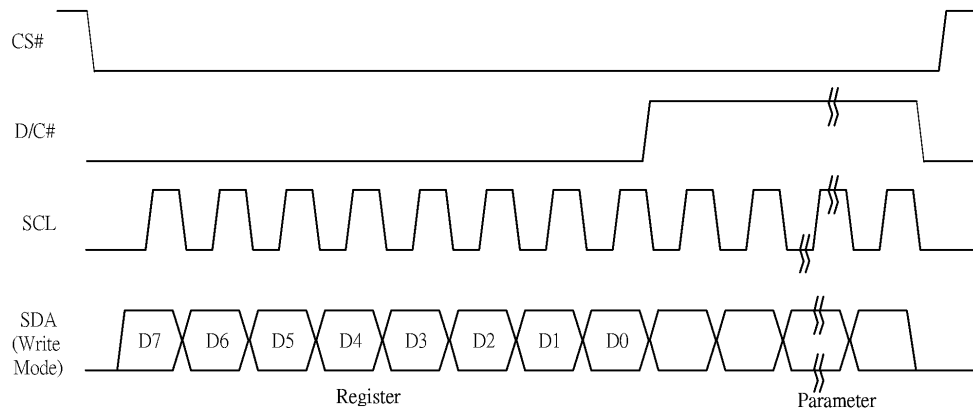 CS#
D/C#
SCL
SDA
(Write
Mode)
D7 D6 D5 D4 D3 D2 D1 D0
Register
Parameter